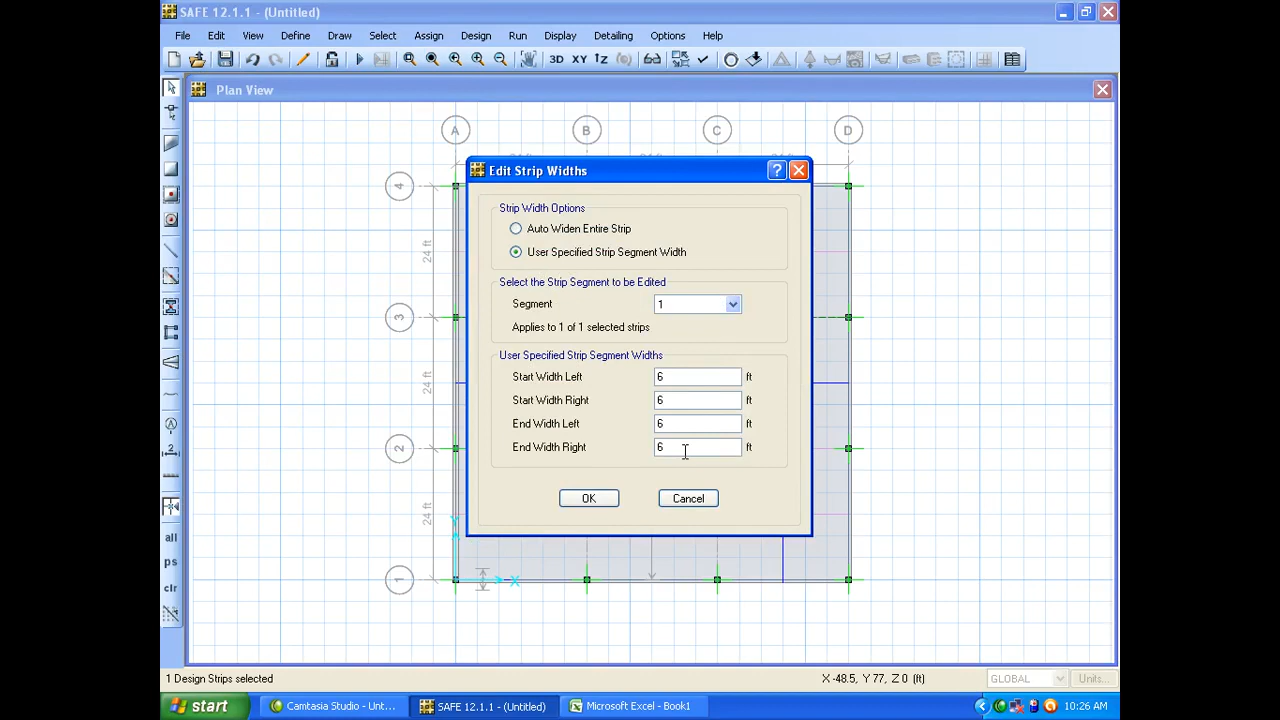 SAFE 12.1.1 - (Untitled)
File Edit View Define Draw Select Assign Design Run Display Detailing Options Help
3D XY
Plan View
A B C D
Edit Strip Widths
Strip Width Options
Auto Widen Entire Strip
User Specified Strip Segment Width
Select the Strip Segment to be Edited
Segment 1
Applies to 1 of 1 selected strips
User Specified Strip Segment Widths
Start Width Left 6 ft
Start Width Right 6 ft
End Width Left 6 ft
End Width Right 6 ft
OK Cancel
4
24 ft
3
24 ft
2
24 ft
1
Y
X
all
ps
clr
1 Design Strips selected
X -48.5, Y 77, Z 0 (ft)
GLOBAL
Units...
start
Camtasia Studio - Unt...
SAFE 12.1.1 - (Untitled)
Microsoft Excel - Book1
10:26 AM